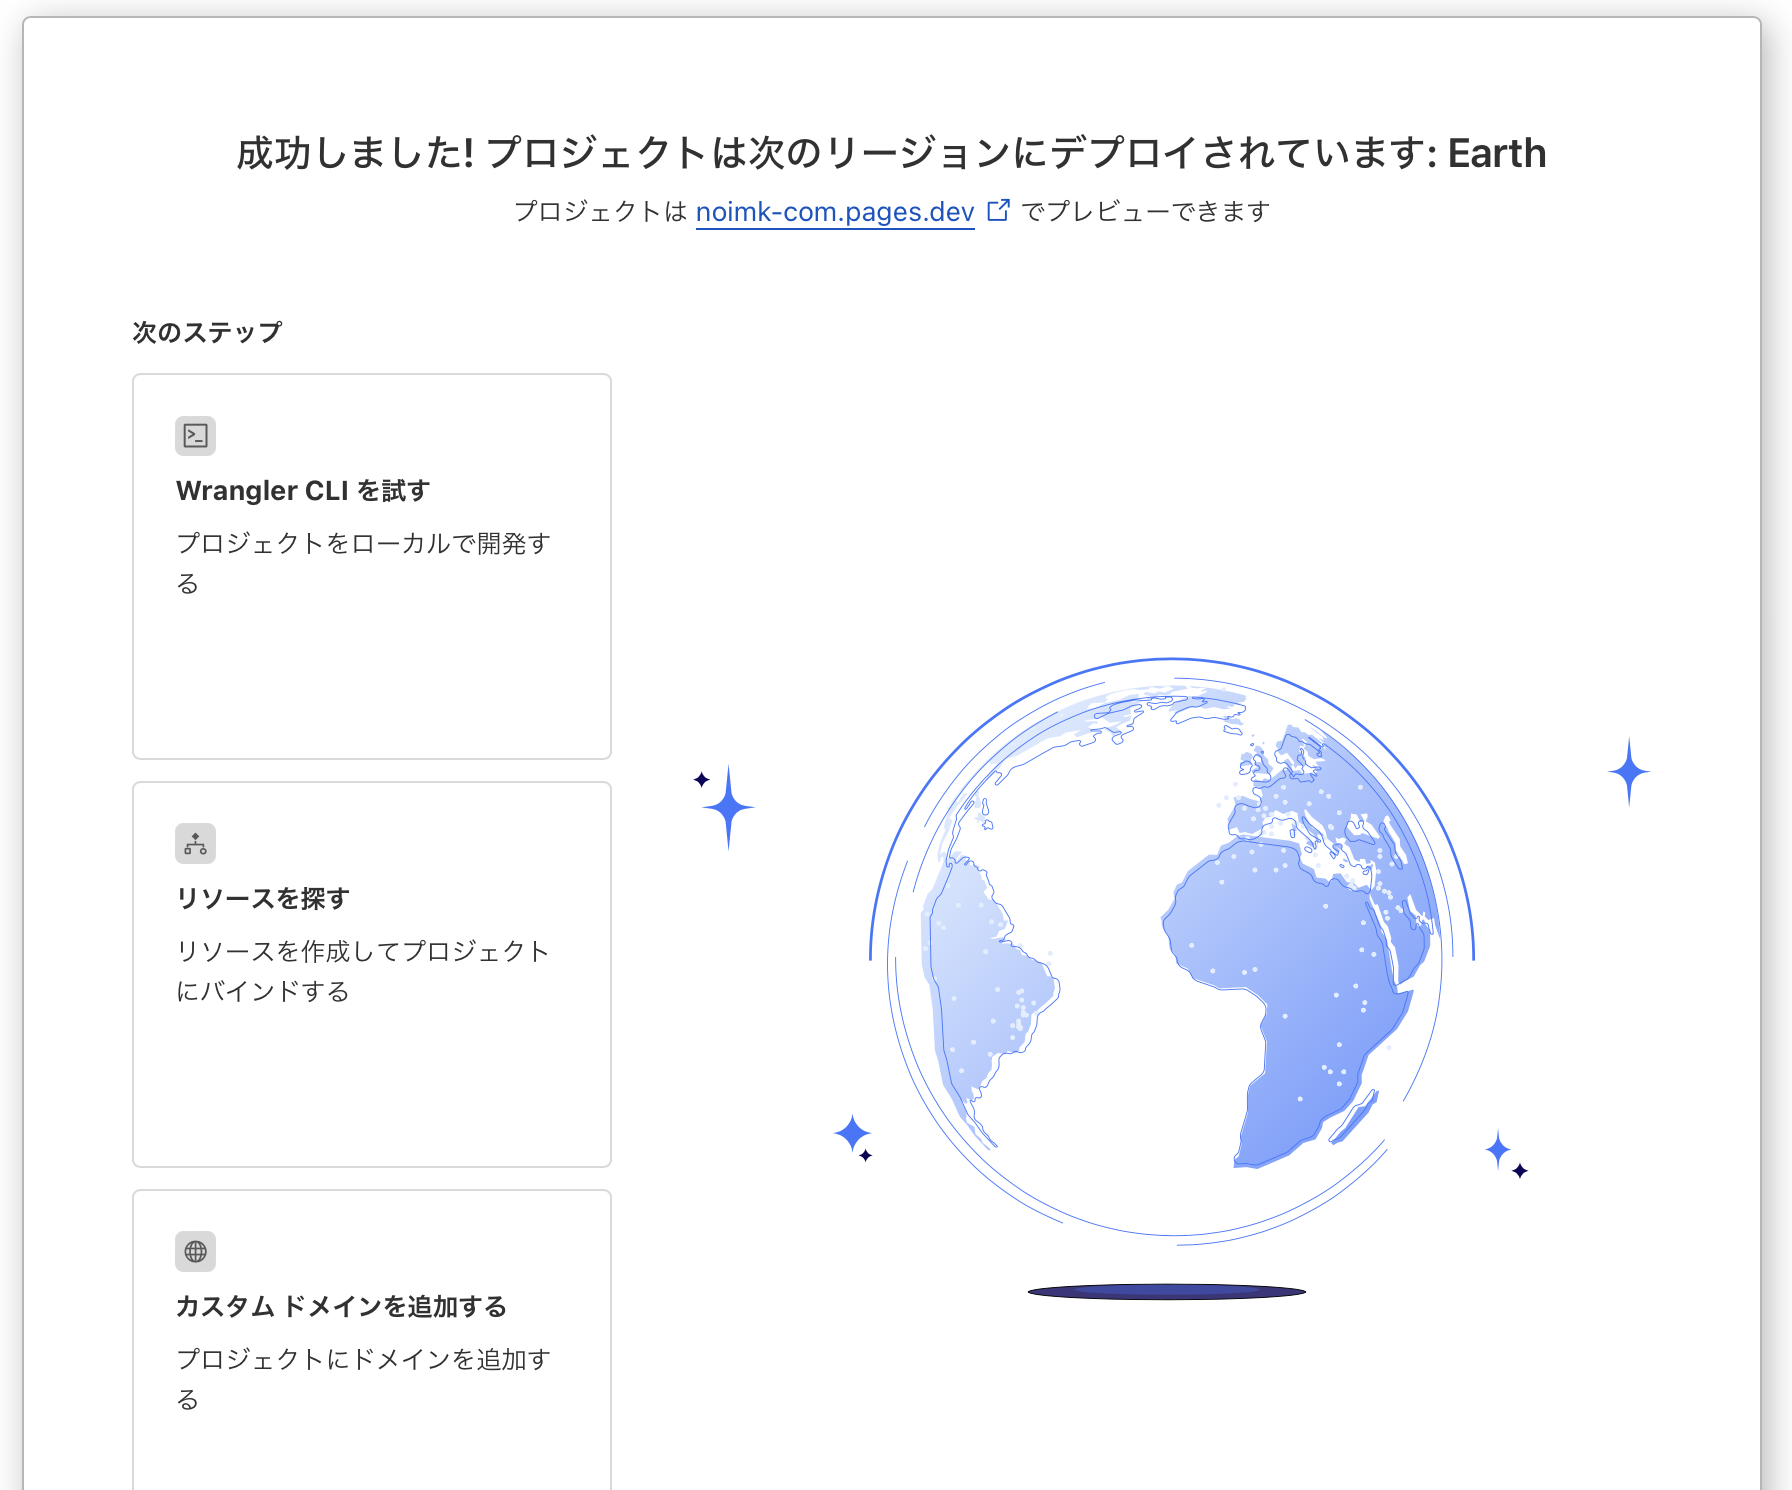 成功しました! プロジェクトは次のリージョンにデプロイされています: Earth
プロジェクトは noimk-com.pages.dev でプレビューできます
次のステップ
Wrangler CLI を試す
プロジェクトをローカルで開発す
る
リソースを探す
リソースを作成してプロジェクト
にバインドする
カスタム ドメインを追加する
プロジェクトにドメインを追加す
る